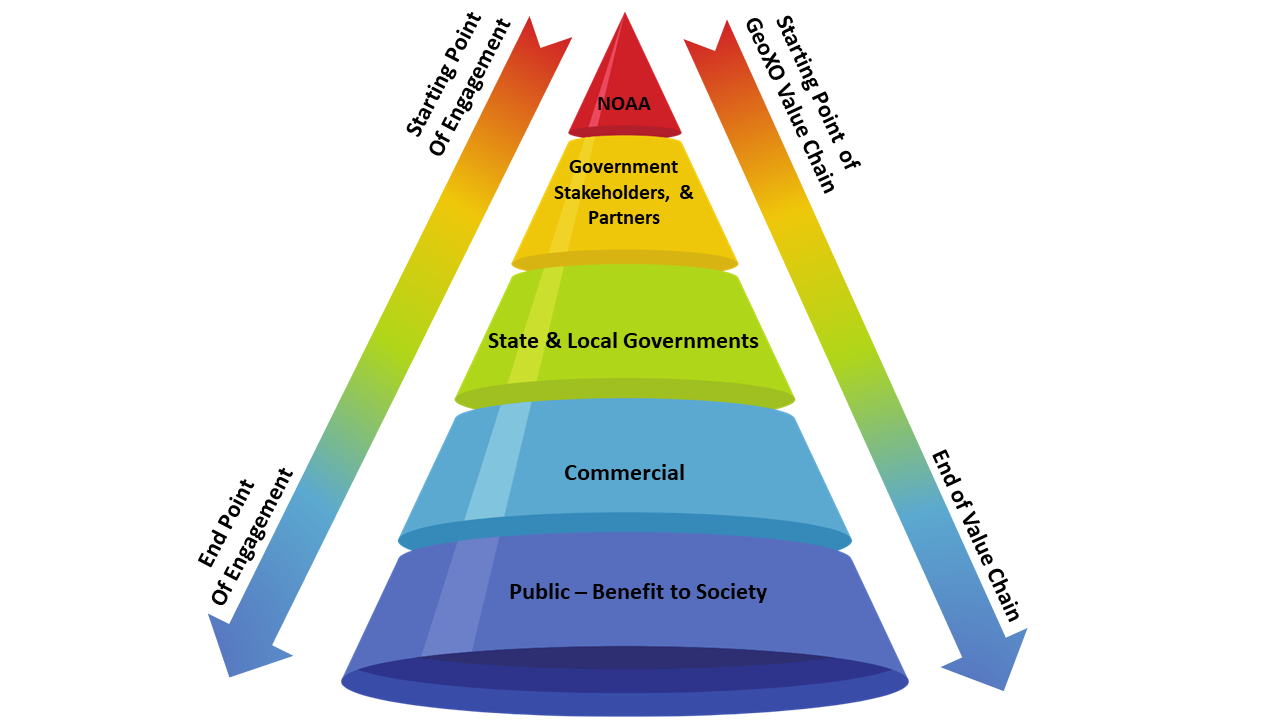 Starting Point
Of Engagement
Starting Point of
GeoXO Value Chain
NOAA
Government
Stakeholders, &
Partners
State & Local Governments
Commercial
Public – Benefit to Society
End Point
Of Engagement
End of Value Chain